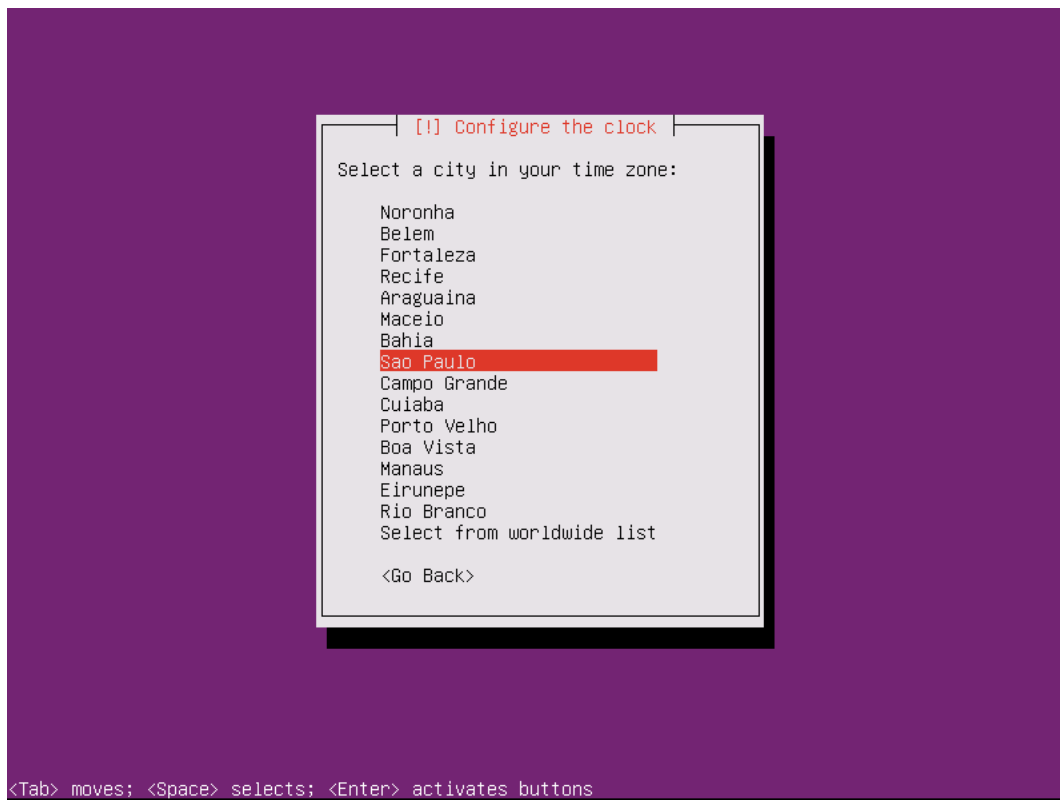 [!] Configure the clock
Select a city in your time zone:
Noronha
Belem
Fortaleza
Recife
Araguaina
Maceio
Bahia
Sao Paulo
Campo Grande
Cuiaba
Porto Velho
Boa Vista
Manaus
Eirunepe
Rio Branco
Select from worldwide list
<Go Back>
<Tab> moves; <Space> selects; <Enter> activates buttons